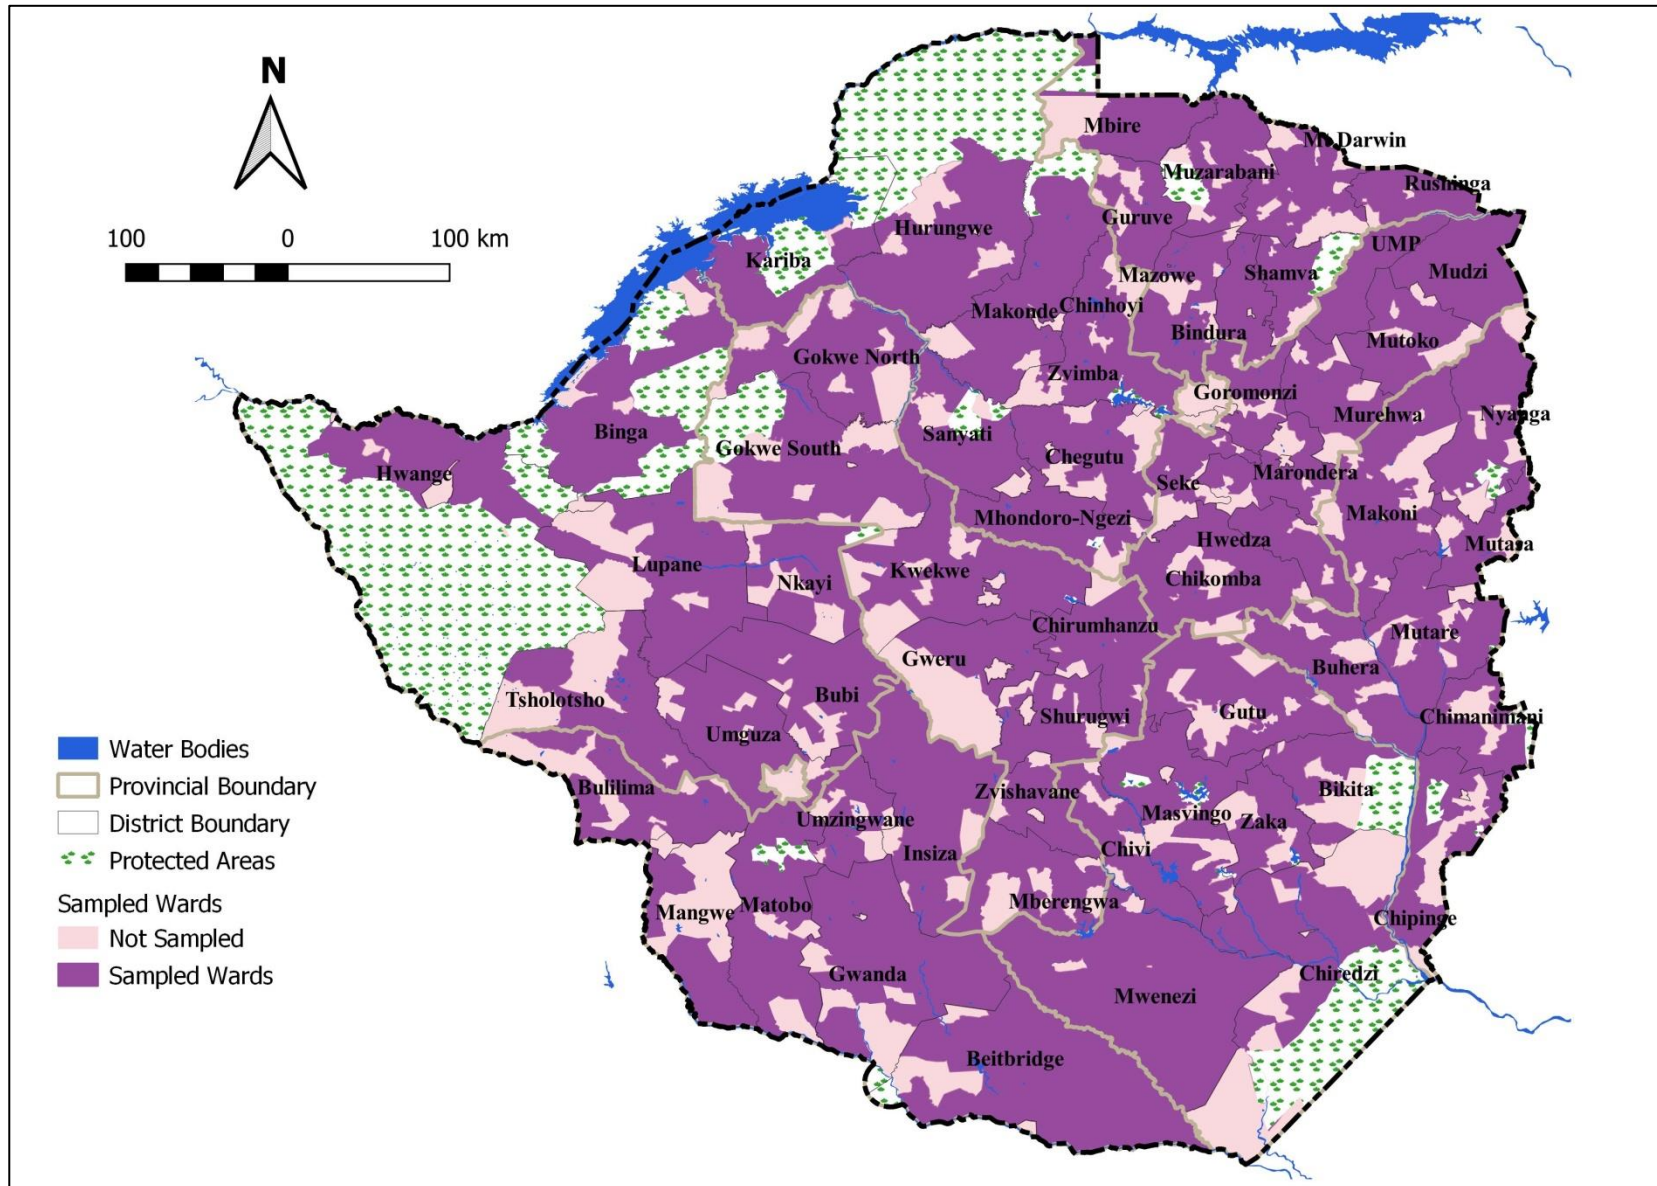 N
100 0 100 km
Mbire
Mt Darwin
Muzarabani
Rushinga
Guruve
Hurungwe
UMP
Kariba
Mazowe
Shamva
Mudzi
Makonde
Chinhoyi
Bindura
Mutoko
Gokwe North
Zvimba
Goromonzi
Murehwa
Nyanga
Binga
Sanyati
Gokwe South
Chegutu
Marondera
Hwange
Seke
Mhondoro-Ngezi
Makoni
Hwedza
Mutasa
Lupane
Kwekwe
Nkayi
Chikomba
Chirumhanzu
Mutare
Gweru
Buhera
Tsholotsho
Bubi
Shurugwi
Gutu
Chimanimani
Umguza
Bulilima
Zvishavane
Bikita
Masvingo
Umzingwane
Zaka
Insiza
Chivi
Mangwe
Matobo
Mberengwa
Chipinge
Gwanda
Chiredzi
Mwenezi
Beitbridge
Water Bodies
Provincial Boundary
District Boundary
Protected Areas
Sampled Wards
Not Sampled
Sampled Wards